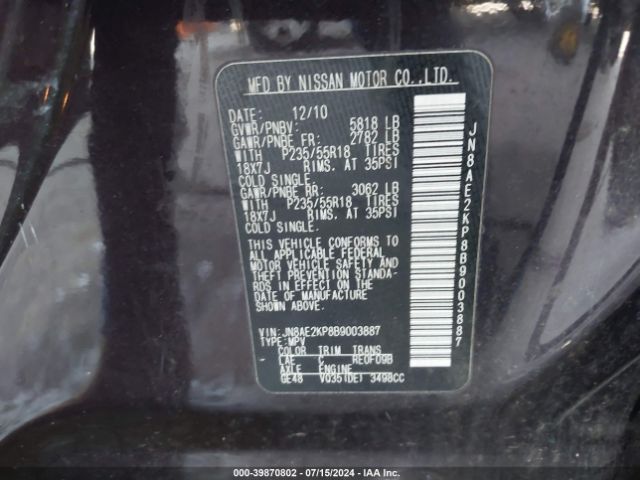 MFD BY NISSAN MOTOR CO.,LTD.
DATE: 12/10
GVWR/PNBV: 5818 LB
GAWR/PNBE FR: 2782 LB
WITH P235/55R18 TIRES
18X7J RIMS. AT 35PSI
COLD SINGLE.
GAWR/PNBE RR: 3062 LB
WITH P235/55R18 TIRES
18X7J RIMS. AT 35PSI
COLD SINGLE.
THIS VEHICLE CONFORMS TO
ALL APPLICABLE FEDERAL
MOTOR VEHICLE SAFETY AND
THEFT PREVENTION STANDA-
RDS IN EFFECT ON THE
DATE OF MANUFACTURE
SHOWN ABOVE.
VIN: JN8AE2KP8B9003887
TYPE: MPV
COLOR TRIM TRANS
LAE C RE0F09B
AXLE ENGINE
GE48 VQ35(DE) 3498CC
JN8AE2KP8B9003887
000-39870802 - 07/15/2024 - IAA Inc.